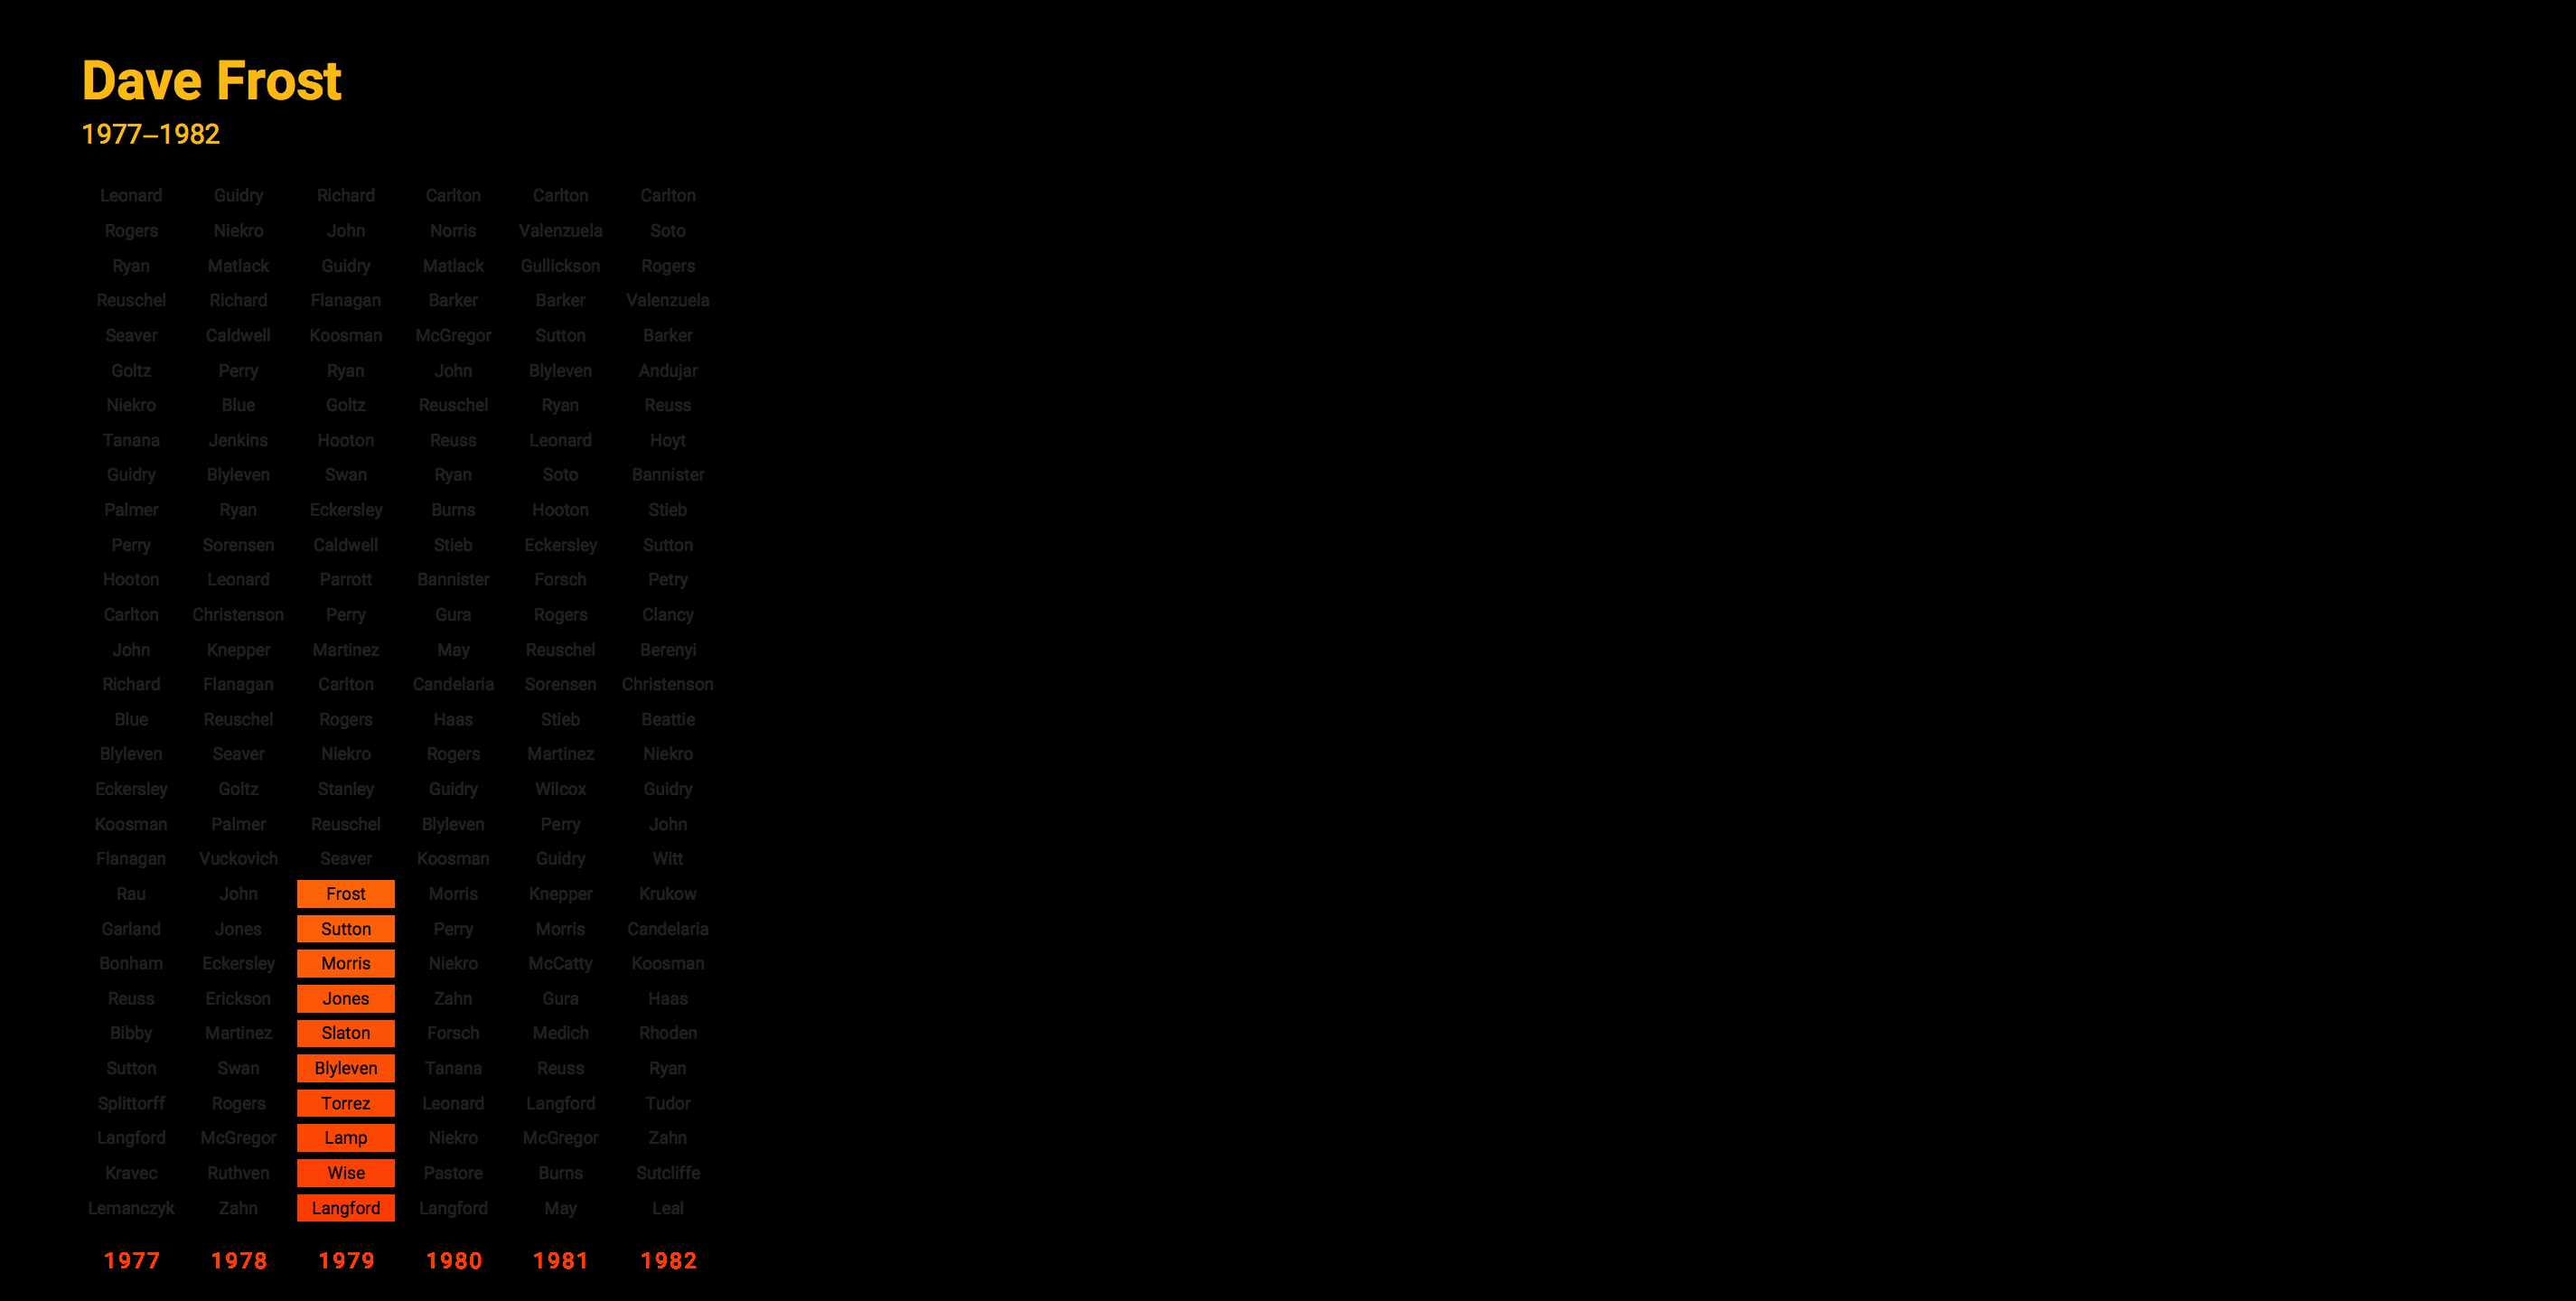 Dave Frost
1977–1982
Leonard Guidry Richard Carlton Carlton Carlton
Rogers Niekro John Norris Valenzuela Soto
Ryan Matlack Guidry Matlack Gullickson Rogers
Reuschel Richard Flanagan Barker Barker Valenzuela
Seaver Caldwell Koosman McGregor Sutton Barker
Goltz Perry Ryan John Blyleven Andujar
Niekro Blue Goltz Reuschel Ryan Reuss
Tanana Jenkins Hooton Reuss Leonard Hoyt
Guidry Blyleven Swan Ryan Soto Bannister
Palmer Ryan Eckersley Burns Hooton Stieb
Perry Sorensen Caldwell Stieb Eckersley Sutton
Hooton Leonard Parrott Bannister Forsch Petry
Carlton Christenson Perry Gura Rogers Clancy
John Knepper Martinez May Reuschel Berenyi
Richard Flanagan Carlton Candelaria Sorensen Christenson
Blue Reuschel Rogers Haas Stieb Beattie
Blyleven Seaver Niekro Rogers Martinez Niekro
Eckersley Goltz Stanley Guidry Wilcox Guidry
Koosman Palmer Reuschel Blyleven Perry John
Flanagan Vuckovich Seaver Koosman Guidry Witt
Rau John Frost Morris Knepper Krukow
Garland Jones Sutton Perry Morris Candelaria
Bonham Eckersley Morris Niekro McCatty Koosman
Reuss Erickson Jones Zahn Gura Haas
Bibby Martinez Slaton Forsch Medich Rhoden
Sutton Swan Blyleven Tanana Reuss Ryan
Splittorff Rogers Torrez Leonard Langford Tudor
Langford McGregor Lamp Niekro McGregor Zahn
Kravec Ruthven Wise Pastore Burns Sutcliffe
Lemanczyk Zahn Langford Langford May Leal
1977 1978 1979 1980 1981 1982